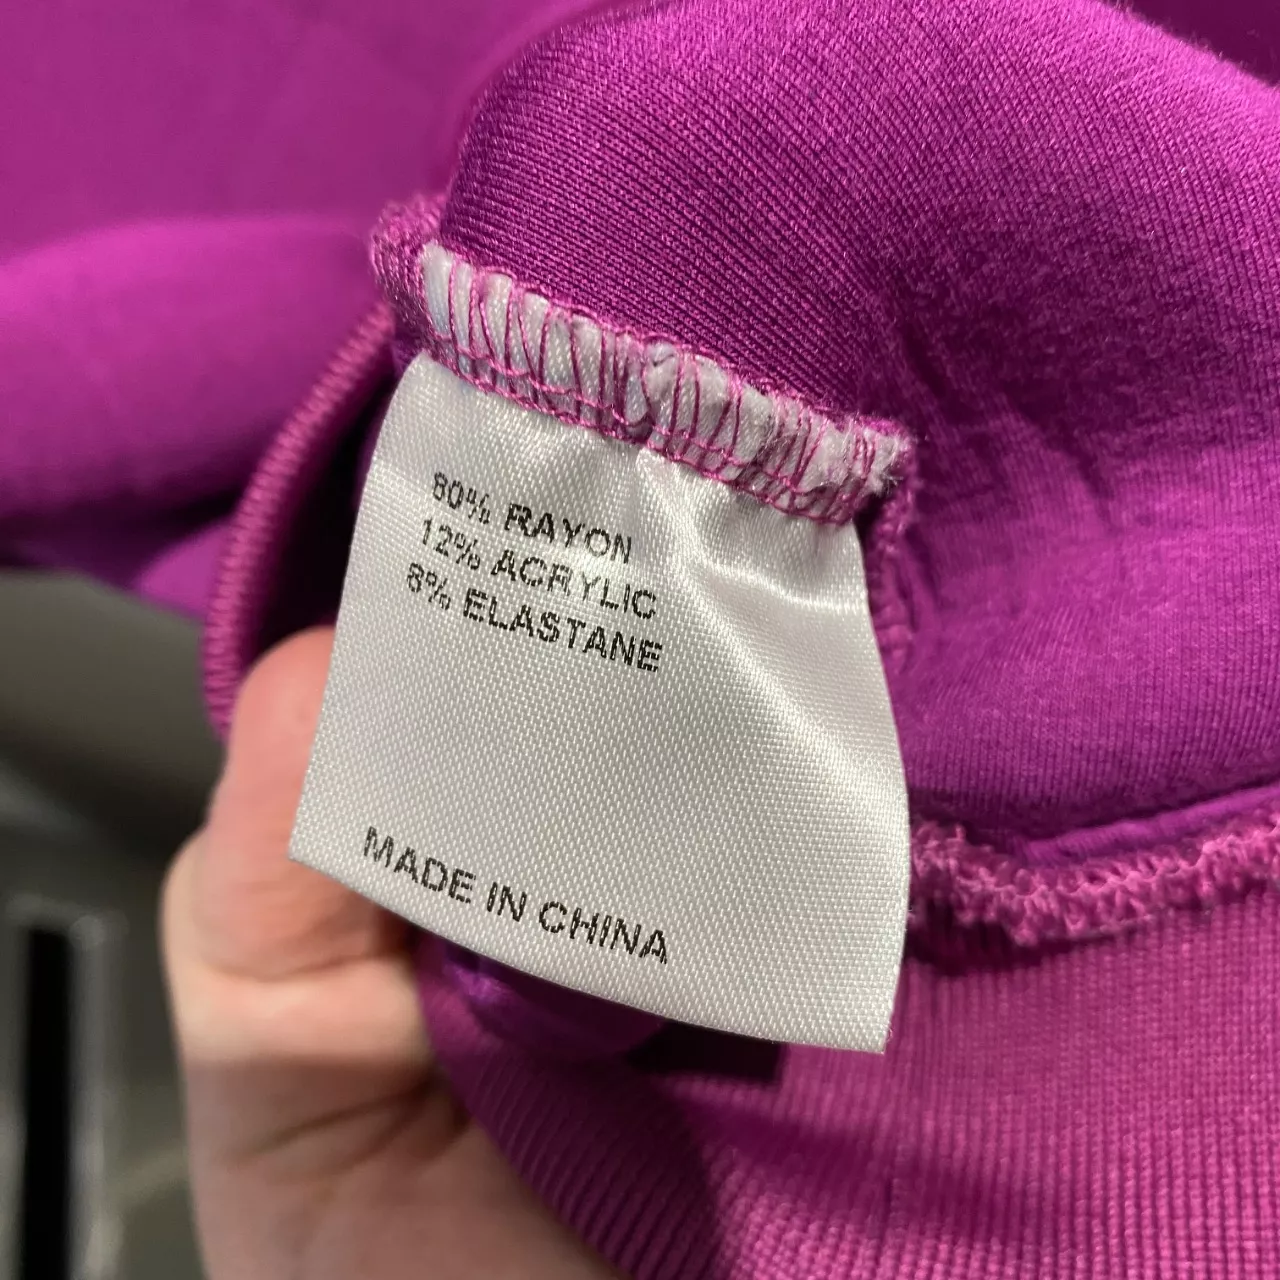 80% RAYON
12% ACRYLIC
8% ELASTANE
MADE IN CHINA